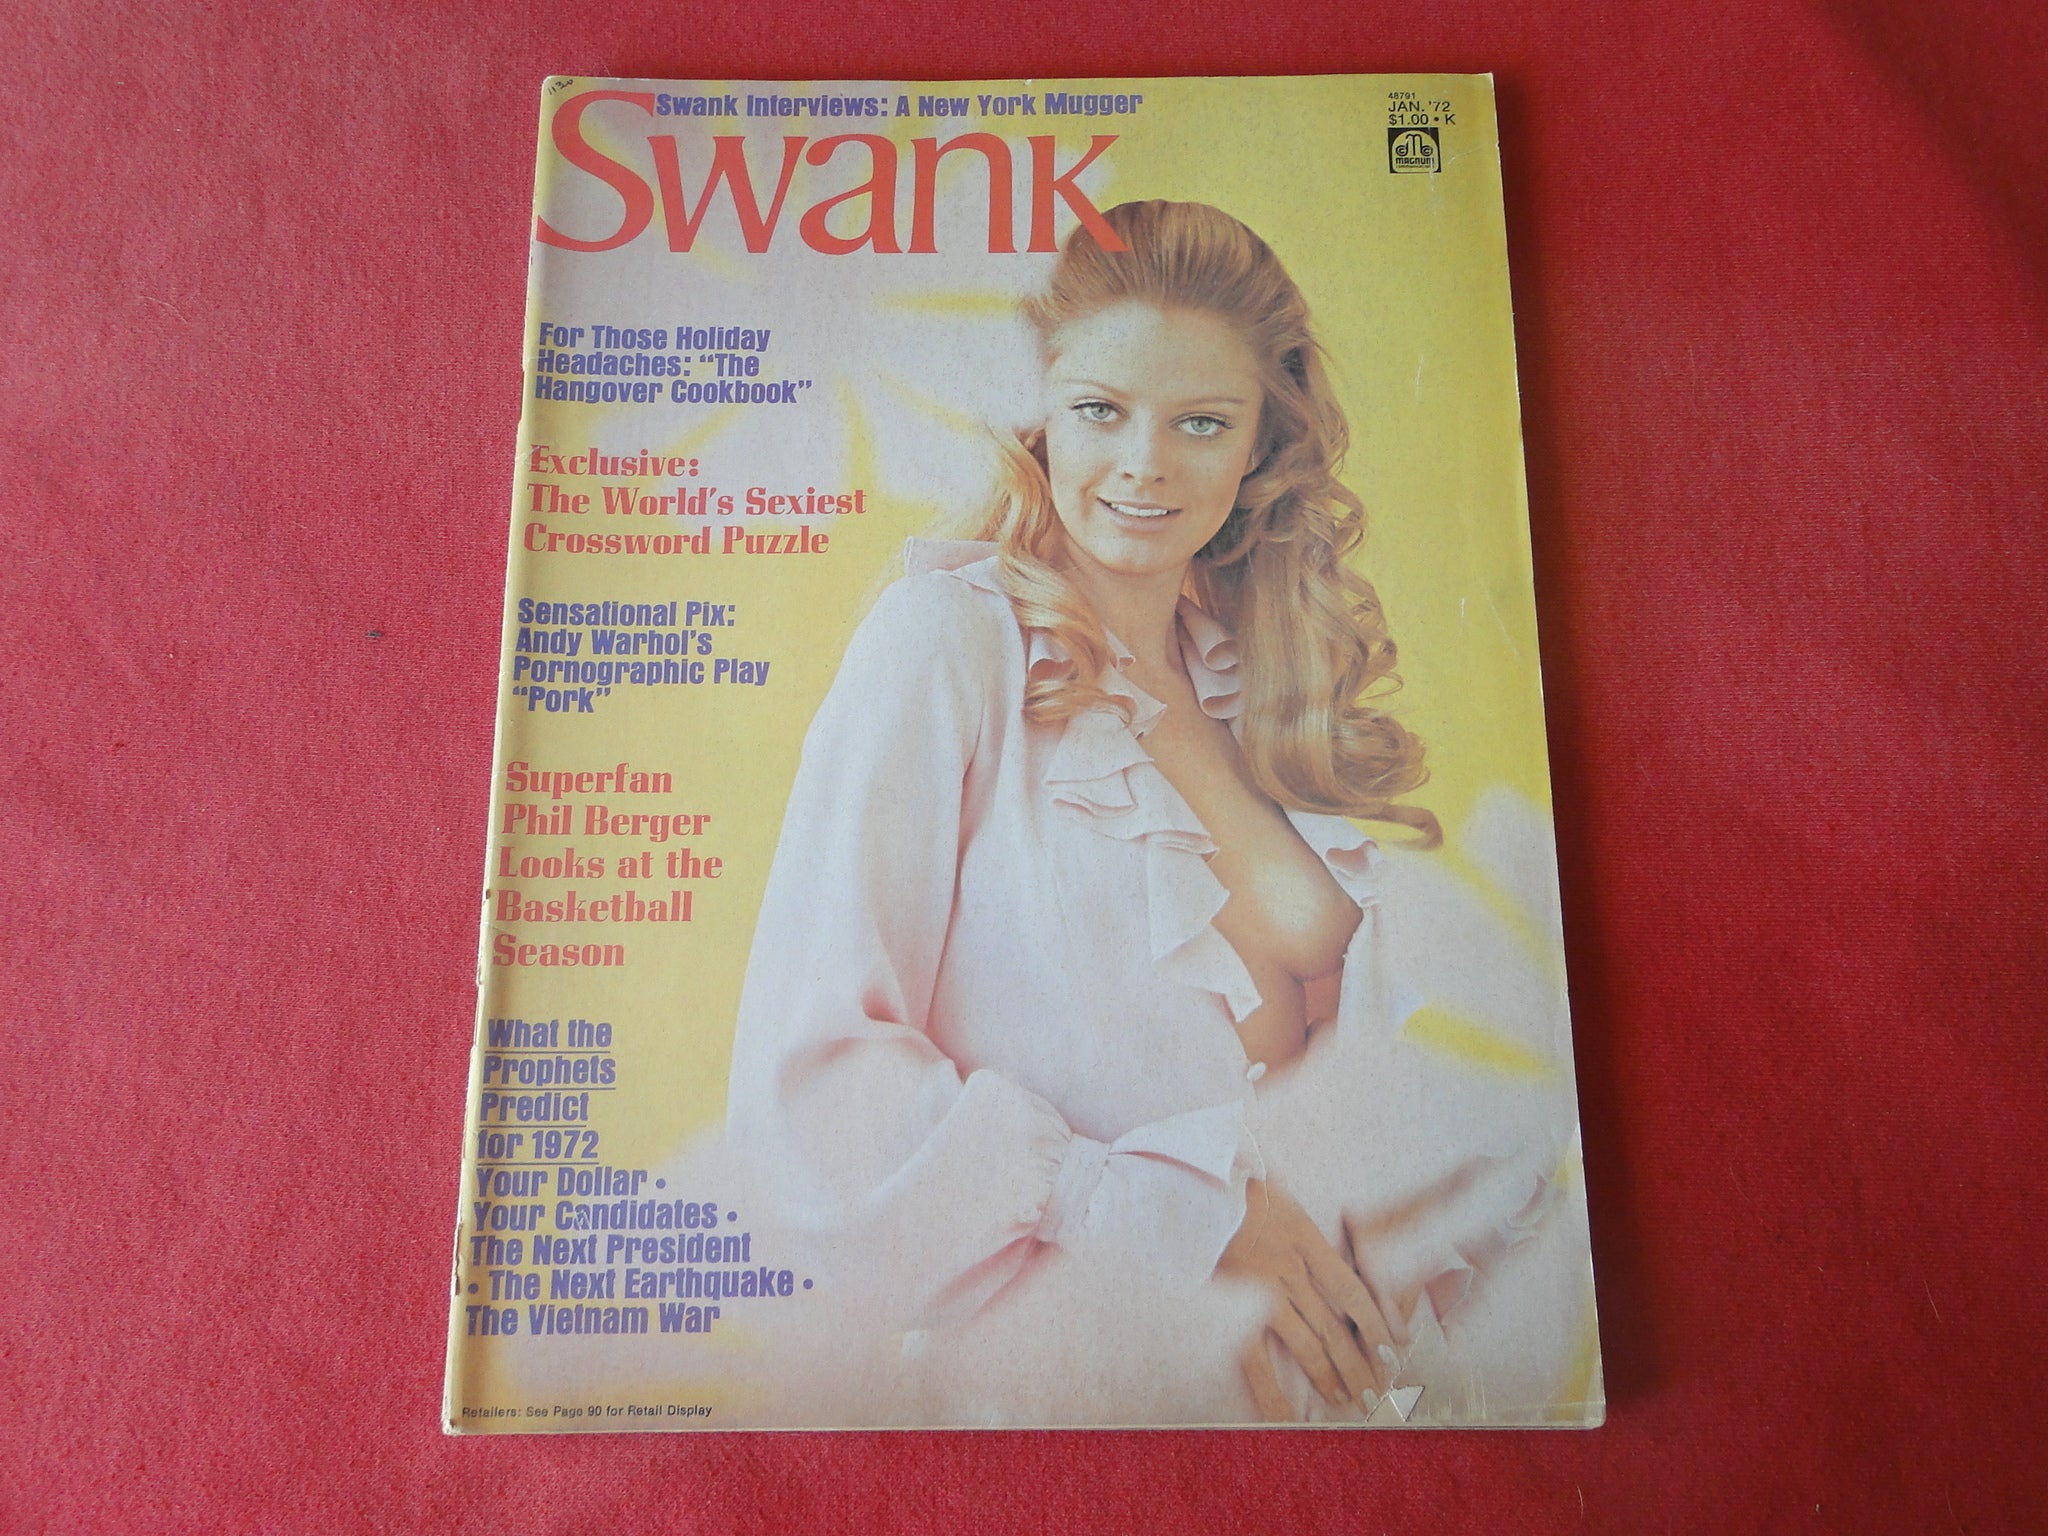 Swank Interviews: A New York Mugger
Swank
48791
JAN. '72
$1.00 • K
MAGNUM
For Those Holiday
Headaches: “The
Hangover Cookbook”
Exclusive:
The World's Sexiest
Crossword Puzzle
Sensational Pix:
Andy Warhol's
Pornographic Play
“Pork”
Superfan
Phil Berger
Looks at the
Basketball
Season
What the
Prophets
Predict
for 1972
Your Dollar •
Your Candidates •
The Next President
• The Next Earthquake •
The Vietnam War
Retailers: See Page 90 for Retail Display